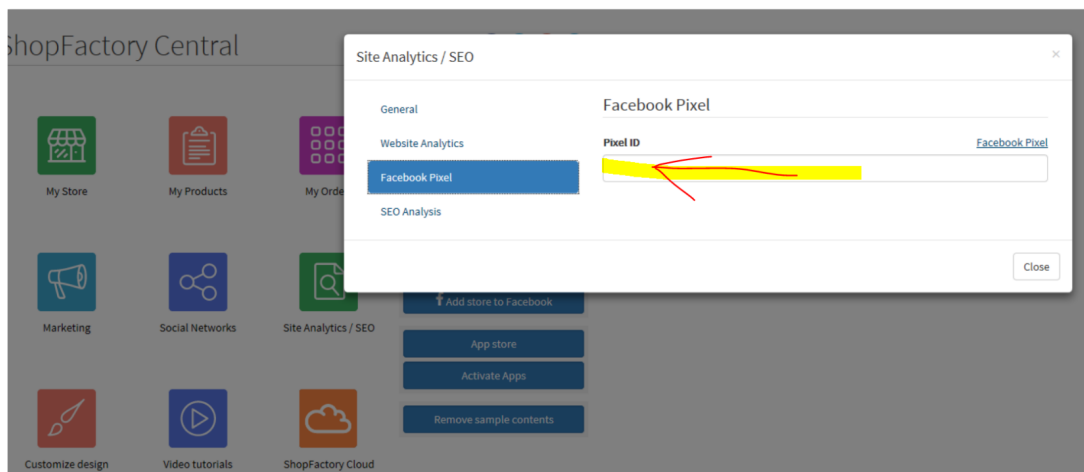 ShopFactory Central
Site Analytics / SEO
×
General
Website Analytics
Facebook Pixel
SEO Analysis
Facebook Pixel
Pixel ID
Facebook Pixel
Close
My Store
My Products
My Orde
Marketing
Social Networks
Site Analytics / SEO
f Add store to Facebook
App store
Activate Apps
Remove sample contents
Customize design
Video tutorials
ShopFactory Cloud